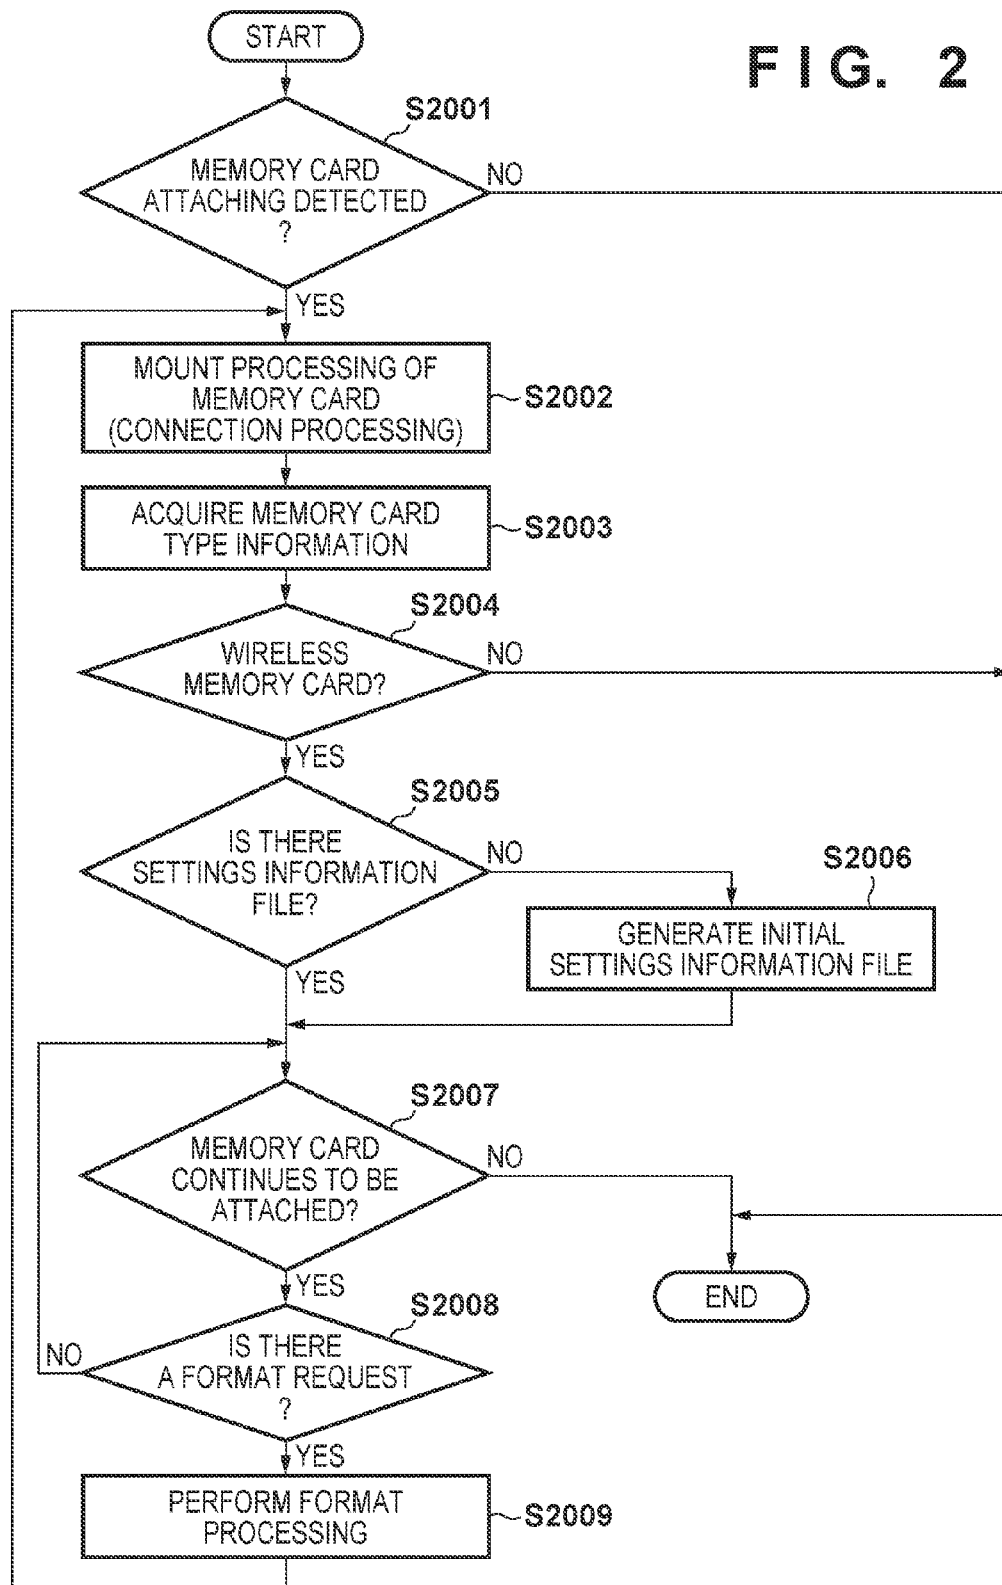 START
FIG. 2
S2001
MEMORY CARD
ATTACHING DETECTED
?
NO
YES
MOUNT PROCESSING OF
MEMORY CARD
(CONNECTION PROCESSING)
S2002
ACQUIRE MEMORY CARD
TYPE INFORMATION
S2003
S2004
WIRELESS
MEMORY CARD?
NO
YES
S2005
IS THERE
SETTINGS INFORMATION
FILE?
NO
S2006
GENERATE INITIAL
SETTINGS INFORMATION FILE
YES
S2007
MEMORY CARD
CONTINUES TO BE
ATTACHED?
NO
YES
END
S2008
IS THERE
A FORMAT REQUEST
?
NO
YES
PERFORM FORMAT
PROCESSING
S2009